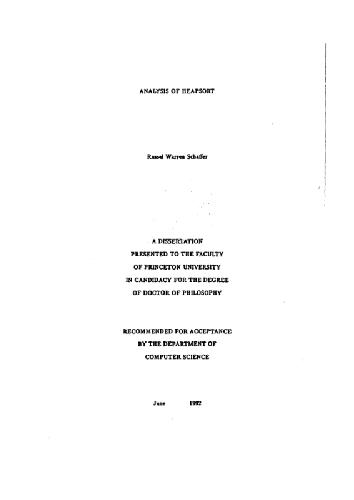 ANALYSIS OF HEAPSORT
Russel Warren Schaffer
A DISSERTATION
PRESENTED TO THE FACULTY
OF PRINCETON UNIVERSITY
IN CANDIDACY FOR THE DEGREE
OF DOCTOR OF PHILOSOPHY
RECOMMENDED FOR ACCEPTANCE
BY THE DEPARTMENT OF
COMPUTER SCIENCE
June 1992